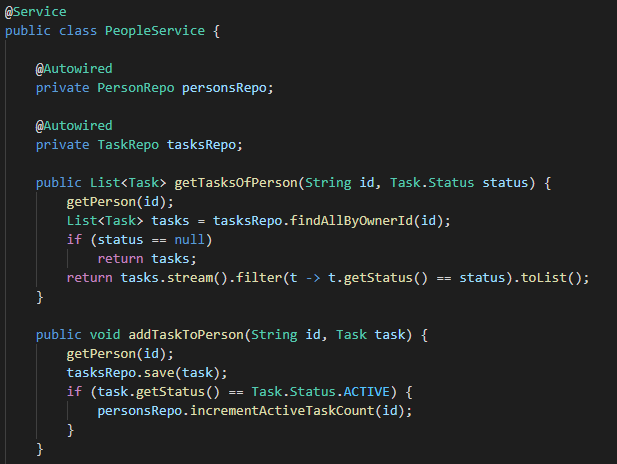 @Service
public class PeopleService {
@Autowired
private PersonRepo personsRepo;
@Autowired
private TaskRepo tasksRepo;
public List<Task> getTasksOfPerson(String id, Task.Status status) {
getPerson(id);
List<Task> tasks = tasksRepo.findAllByOwnerId(id);
if (status == null)
return tasks;
return tasks.stream().filter(t -> t.getStatus() == status).toList();
}
public void addTaskToPerson(String id, Task task) {
getPerson(id);
tasksRepo.save(task);
if (task.getStatus() == Task.Status.ACTIVE) {
personsRepo.incrementActiveTaskCount(id);
}
}